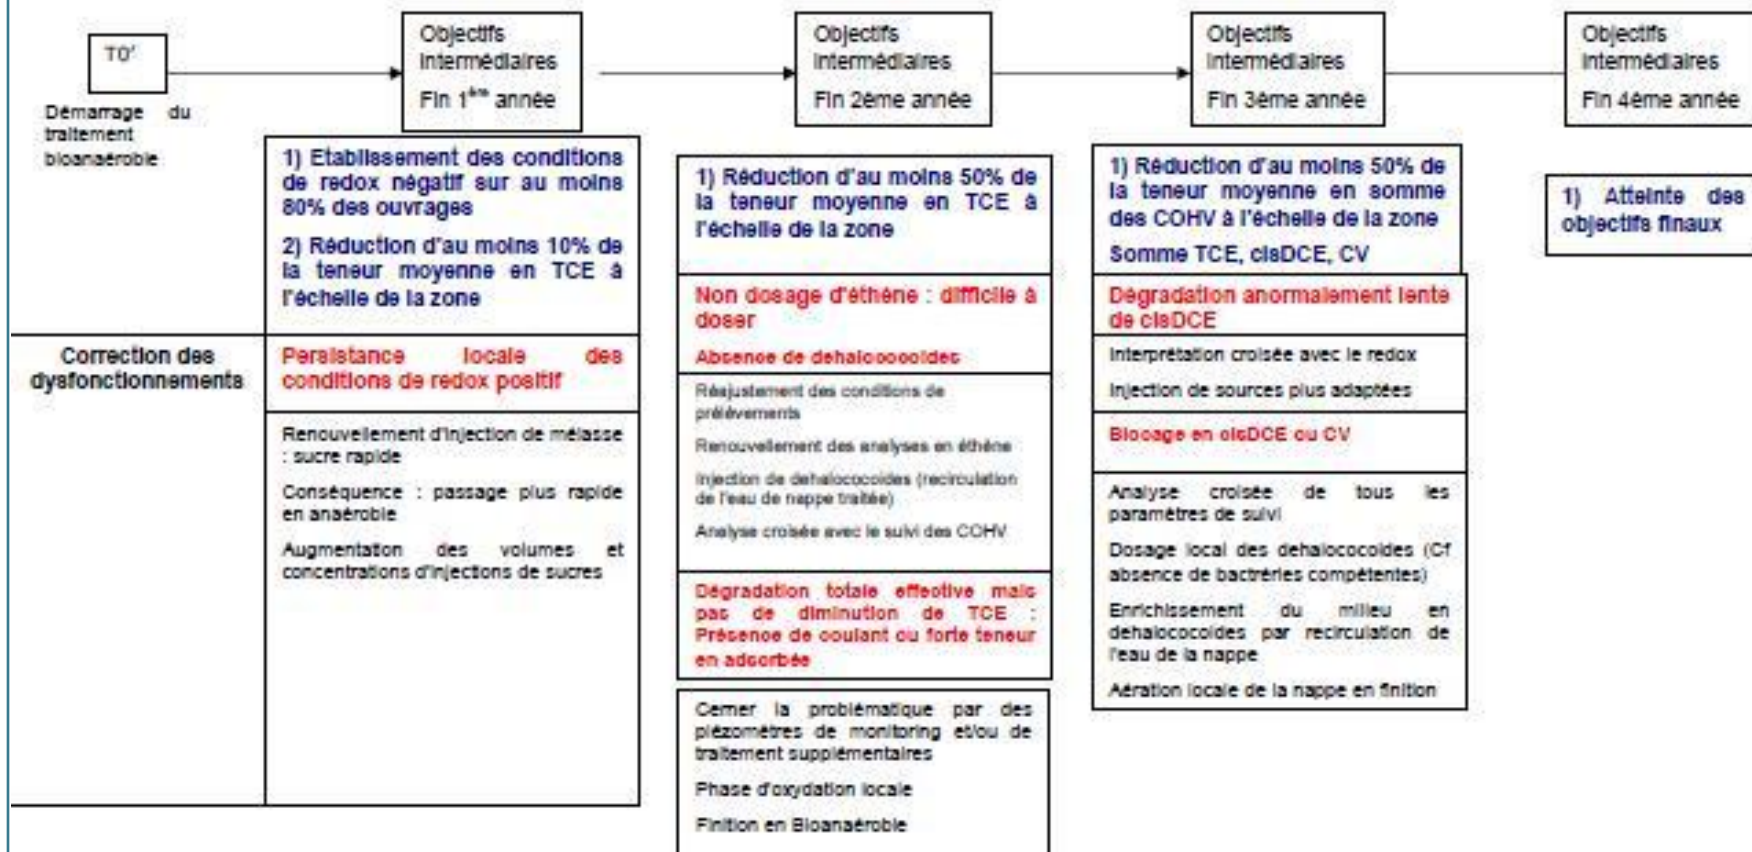 T0'
Démarrage du
traitement
bioanaérobie
Objectifs
Intermédiaires
Fin 1ère année
Objectifs
Intermédiaires
Fin 2ème année
Objectifs
Intermédiaires
Fin 3ème année
Objectifs
Intermédiaires
Fin 4ème année
1) Etablissement des conditions
de redox négatif sur au moins
80% des ouvrages
2) Réduction d'au moins 10% de
la teneur moyenne en TCE à
l'échelle de la zone
1) Réduction d'au moins 50% de
la teneur moyenne en TCE à
l'échelle de la zone
1) Réduction d'au moins 50% de
la teneur moyenne en somme
des COHV à l'échelle de la zone
Somme TCE, cisDCE, CV
1) Atteinte des
objectifs finaux
Correction des
dysfonctionnements
Persistance locale des
conditions de redox positif
Renouvellement d'injection de mélasse
: sucre rapide
Conséquence : passage plus rapide
en anaérobie
Augmentation des volumes et
concentrations d'injections de sucres
Non dosage d'éthène : difficile à
doser
Absence de dehalococoides
Réajustement des conditions de
prélèvements
Renouvellement des analyses en éthène
Injection de dehalococoides (recirculation
de l'eau de nappe traitée)
Analyse croisée avec le suivi des COHV
Dégradation totale effective mais
pas de diminution de TCE :
Présence de coulant ou forte teneur
en adsorbée
Cerner la problématique par des
piézomètres de monitoring et/ou de
traitement supplémentaires
Phase d'oxydation locale
Finition en Bioanaérobie
Dégradation anormalement lente
de cisDCE
Interprétation croisée avec le redox
Injection de sources plus adaptées
Blocage en cisDCE ou CV
Analyse croisée de tous les
paramètres de suivi
Dosage local des dehalococoides (Cf
absence de bactréries compétentes)
Enrichissement du milieu en
dehalococoides par recirculation de
l'eau de la nappe
Aération locale de la nappe en finition